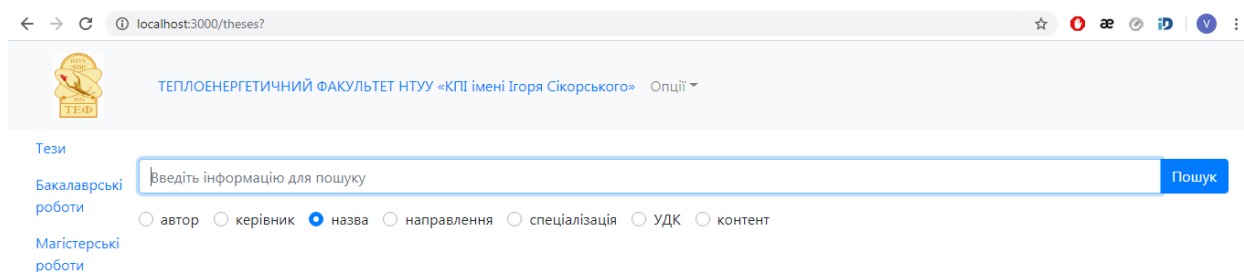 localhost:3000/theses?
V
ТЕФ
ТЕПЛОЕНЕРГЕТИЧНИЙ ФАКУЛЬТЕТ НТУУ «КПІ імені Ігоря Сікорського» Опції
Тези
Введіть інформацію для пошуку Пошук
Бакалаврські
роботи
автор керівник назва направлення спеціалізація УДК контент
Магістерські
роботи